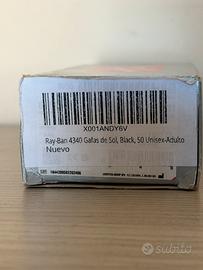 X001ANDY6V
Ray-Ban 4340 Gafas de Sol, Black, 50 Unisex-Adulto
Nuevo
subito